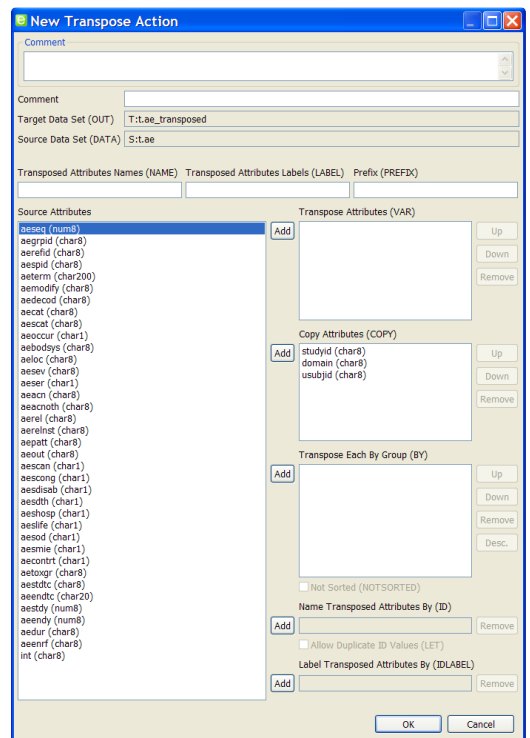 New Transpose Action
Comment
Comment
Target Data Set (OUT) T:t.ae_transposed
Source Data Set (DATA) S:t.ae
Transposed Attributes Names (NAME) Transposed Attributes Labels (LABEL) Prefix (PREFIX)
Source Attributes
aeseq (num8)
aegrpid (char8)
aerefid (char8)
aespid (char8)
aeterm (char200)
aemodify (char8)
aedecod (char8)
aecat (char8)
aescat (char8)
aeoccur (char1)
aebodsys (char8)
aeloc (char8)
aesev (char8)
aeser (char1)
aeacn (char8)
aeacnoth (char8)
aerel (char8)
aerelnst (char8)
aepatt (char8)
aeout (char8)
aescan (char1)
aescong (char1)
aesdisab (char1)
aesdth (char1)
aeshosp (char1)
aeslife (char1)
aesod (char1)
aesmie (char1)
aecontrt (char1)
aetoxgr (char8)
aestdtc (char8)
aeendtc (char20)
aestdy (num8)
aeendy (num8)
aedur (char8)
aeenrf (char8)
int (char8)
Transpose Attributes (VAR)
Add
Up
Down
Remove
Copy Attributes (COPY)
Add
studyid (char8)
domain (char8)
usubjid (char8)
Up
Down
Remove
Transpose Each By Group (BY)
Add
Up
Down
Remove
Desc.
Not Sorted (NOTSORTED)
Name Transposed Attributes By (ID)
Add
Remove
Allow Duplicate ID Values (LET)
Label Transposed Attributes By (IDLABEL)
Add
Remove
OK
Cancel